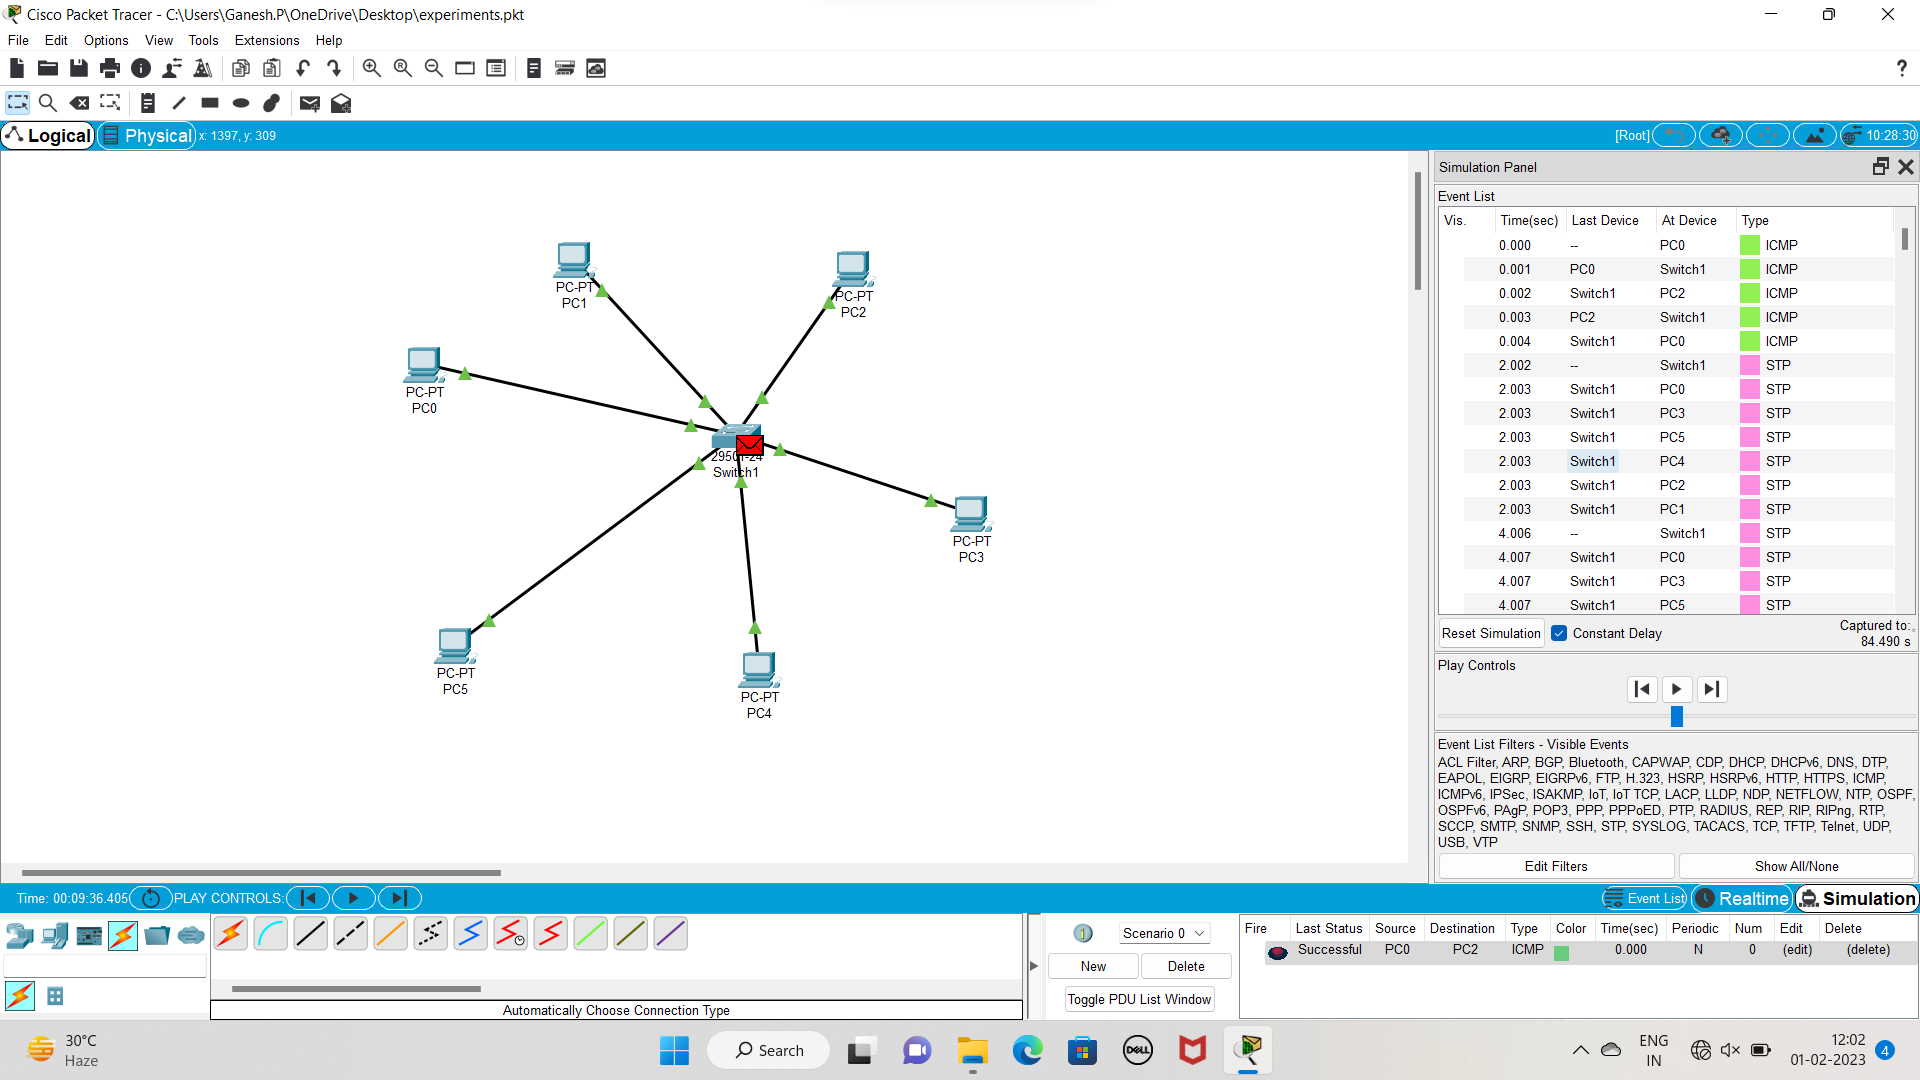 Cisco Packet Tracer - C:\Users\Ganesh.P\OneDrive\Desktop\experiments.pkt
File Edit Options View Tools Extensions Help
?
Logical Physical x: 1397, y: 309 [Root] 10:28:30
Simulation Panel
Event List
Vis. Time(sec) Last Device At Device Type
0.000 -- PC0 ICMP
0.001 PC0 Switch1 ICMP
0.002 Switch1 PC2 ICMP
0.003 PC2 Switch1 ICMP
0.004 Switch1 PC0 ICMP
2.002 -- Switch1 STP
2.003 Switch1 PC0 STP
2.003 Switch1 PC3 STP
2.003 Switch1 PC5 STP
2.003 Switch1 PC4 STP
2.003 Switch1 PC2 STP
2.003 Switch1 PC1 STP
4.006 -- Switch1 STP
4.007 Switch1 PC0 STP
4.007 Switch1 PC3 STP
4.007 Switch1 PC5 STP
Reset Simulation Constant Delay Captured to:
84.490 s
Play Controls
Event List Filters - Visible Events
ACL Filter, ARP, BGP, Bluetooth, CAPWAP, CDP, DHCP, DHCPv6, DNS, DTP,
EAPOL, EIGRP, EIGRPv6, FTP, H.323, HSRP, HSRPv6, HTTP, HTTPS, ICMP,
ICMPv6, IPSec, ISAKMP, IoT, IoT TCP, LACP, LLDP, NDP, NETFLOW, NTP, OSPF,
OSPFv6, PAgP, POP3, PPP, PPPoED, PTP, RADIUS, REP, RIP, RIPng, RTP,
SCCP, SMTP, SNMP, SSH, STP, SYSLOG, TACACS, TCP, TFTP, Telnet, UDP,
USB, VTP
Edit Filters Show All/None
PC-PT
PC1
PC-PT
PC2
PC-PT
PC0
Switch1
PC-PT
PC3
PC-PT
PC5
PC-PT
PC4
Time: 00:09:36.405 PLAY CONTROLS: Event List Realtime Simulation
1 Scenario 0
New Delete
Toggle PDU List Window
Fire Last Status Source Destination Type Color Time(sec) Periodic Num Edit Delete
Successful PC0 PC2 ICMP 0.000 N 0 (edit) (delete)
Automatically Choose Connection Type
30°C
Haze
Search
DELL
ENG
IN
12:02
01-02-2023
4